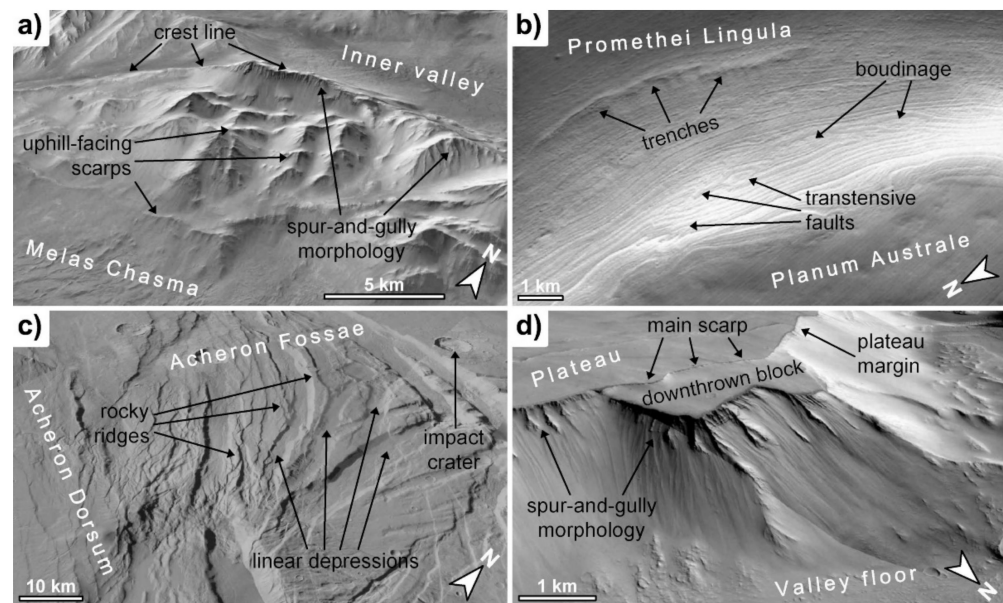 a)
crest line
Inner valley
uphill-facing
scarps
spur-and-gully
morphology
Melas Chasma
N
5 km
b)
Promethei Lingula
boudinage
trenches
transtensive
faults
Planum Australe
1 km
N
c)
Acheron Fossae
Acheron Dorsum
rocky
ridges
impact
crater
linear depressions
10 km
N
d)
main scarp
Plateau
plateau
margin
downthrown block
spur-and-gully
morphology
1 km
Valley floor
N